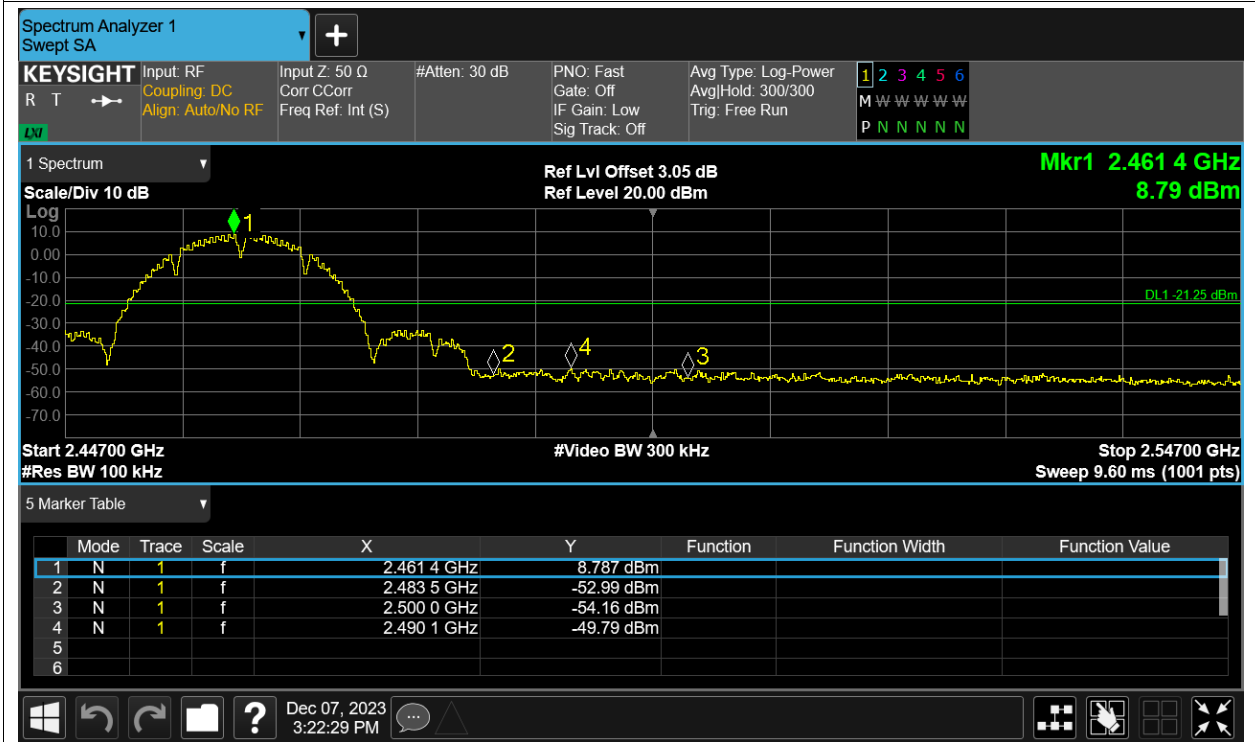 Spectrum Analyzer 1
Swept SA
KEYSIGHT
R T
LXI
Input: RF
Coupling: DC
Align: Auto/No RF
Input Z: 50 Ω
Corr CCorr
Freq Ref: Int (S)
#Atten: 30 dB
PNO: Fast
Gate: Off
IF Gain: Low
Sig Track: Off
Avg Type: Log-Power
Avg|Hold: 300/300
Trig: Free Run
1 2 3 4 5 6
M W W W W W
P N N N N N
1 Spectrum
Scale/Div 10 dB
Ref Lvl Offset 3.05 dB
Ref Level 20.00 dBm
Mkr1 2.461 4 GHz
8.79 dBm
Log
10.0
0.00
-10.0
-20.0
-30.0
-40.0
-50.0
-60.0
-70.0
1
2
4
3
DL1 -21.25 dBm
Start 2.44700 GHz
#Video BW 300 kHz
Stop 2.54700 GHz
#Res BW 100 kHz
Sweep 9.60 ms (1001 pts)
5 Marker Table
Mode Trace Scale X Y Function Function Width Function Value
1 N 1 f 2.461 4 GHz 8.787 dBm
2 N 1 f 2.483 5 GHz -52.99 dBm
3 N 1 f 2.500 0 GHz -54.16 dBm
4 N 1 f 2.490 1 GHz -49.79 dBm
5
6
?
Dec 07, 2023
3:22:29 PM